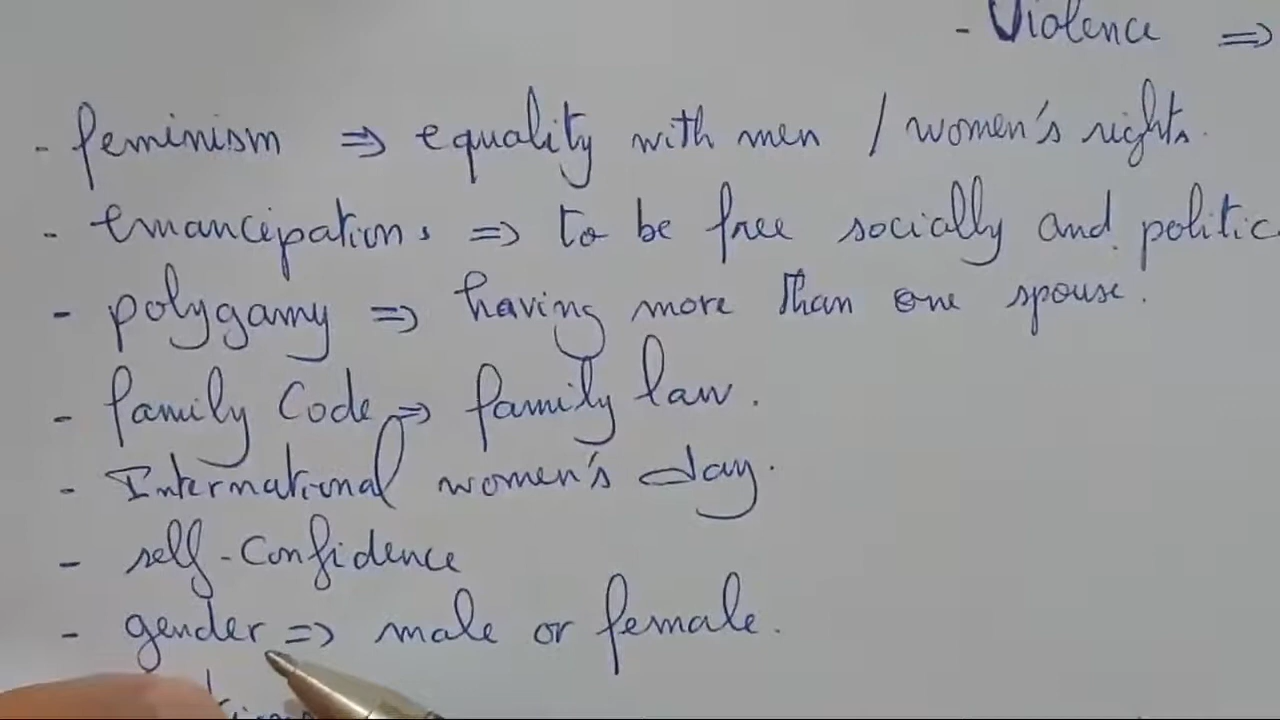 - Violence ⇒
- feminism ⇒ equality with men / women's rights.
- emancipation ⇒ to be free socially and politic
- polygamy ⇒ having more than one spouse.
- family Code ⇒ family law.
- International women's day.
- self-Confidence
- gender ⇒ male or female.